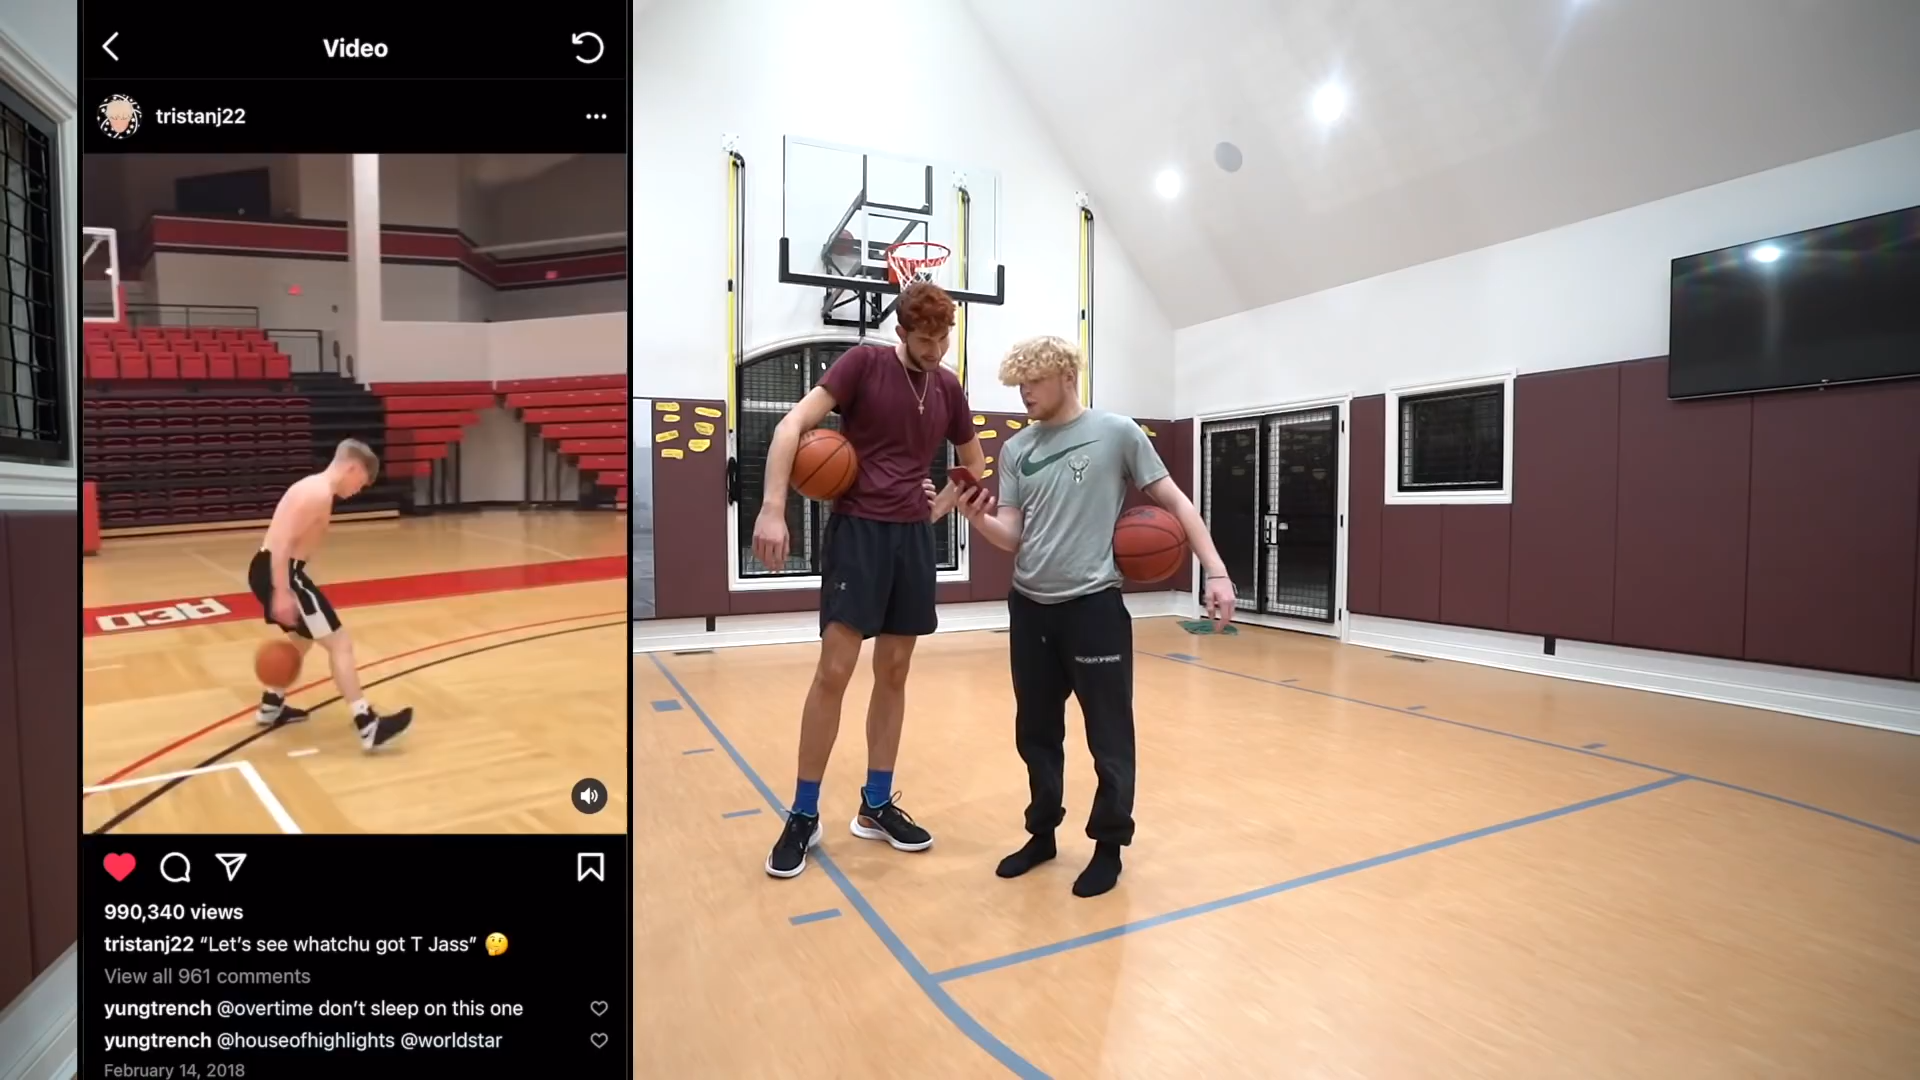 Video
tristanj22
RED
990,340 views
tristanj22 “Let’s see whatchu got T Jass” 🤔
View all 961 comments
yungtrench @overtime don’t sleep on this one
yungtrench @houseofhighlights @worldstar
February 14, 2018